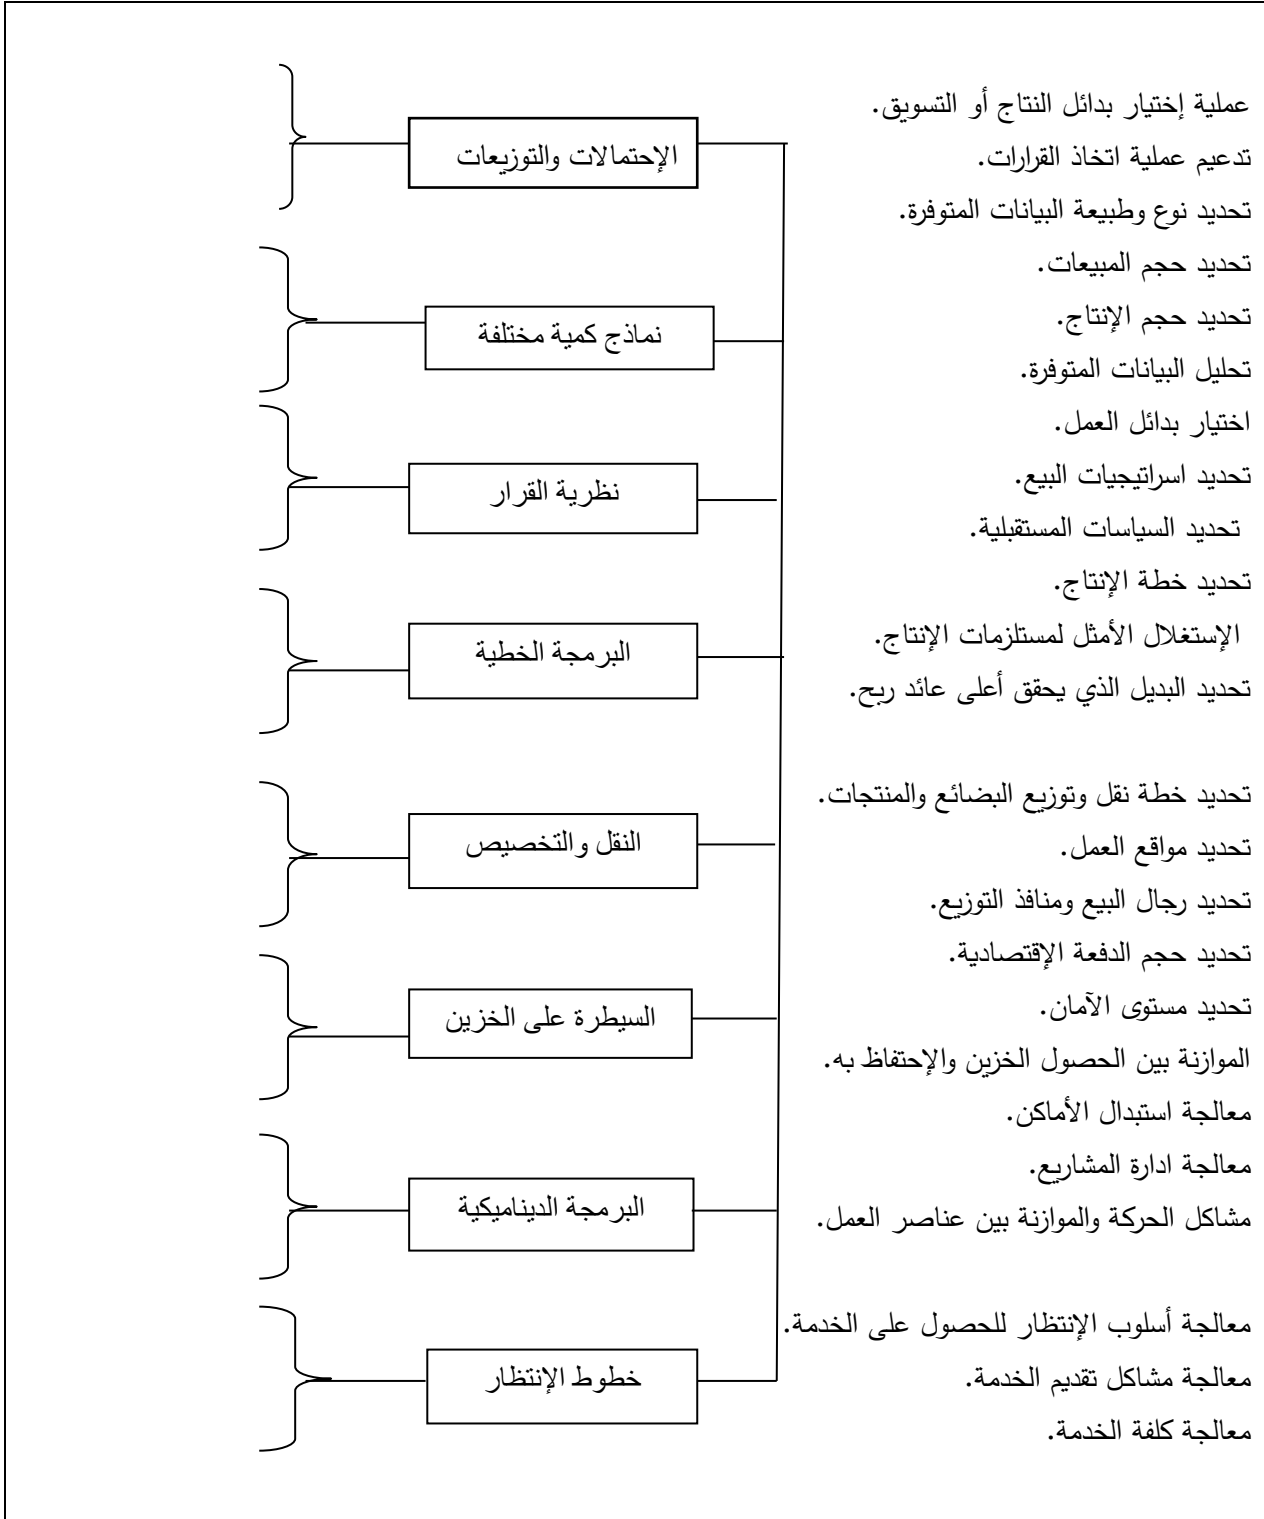 عملية إختيار بدائل النتاج أو التسويق.
تدعيم عملية اتخاذ القرارات.
تحديد نوع وطبيعة البيانات المتوفرة.
الإحتمالات والتوزيعات
تحديد حجم المبيعات.
تحديد حجم الإنتاج.
تحليل البيانات المتوفرة.
نماذج كمية مختلفة
اختيار بدائل العمل.
تحديد اسراتيجيات البيع.
تحديد السياسات المستقبلية.
نظرية القرار
تحديد خطة الإنتاج.
الإستغلال الأمثل لمستلزمات الإنتاج.
تحديد البديل الذي يحقق أعلى عائد ربح.
البرمجة الخطية
تحديد خطة نقل وتوزيع البضائع والمنتجات.
تحديد مواقع العمل.
تحديد رجال البيع ومنافذ التوزيع.
النقل والتخصيص
تحديد حجم الدفعة الإقتصادية.
تحديد مستوى الآمان.
الموازنة بين الحصول الخزين والإحتفاظ به.
السيطرة على الخزين
معالجة استبدال الأماكن.
معالجة ادارة المشاريع.
مشاكل الحركة والموازنة بين عناصر العمل.
البرمجة الديناميكية
معالجة أسلوب الإنتظار للحصول على الخدمة.
معالجة مشاكل تقديم الخدمة.
معالجة كلفة الخدمة.
خطوط الإنتظار